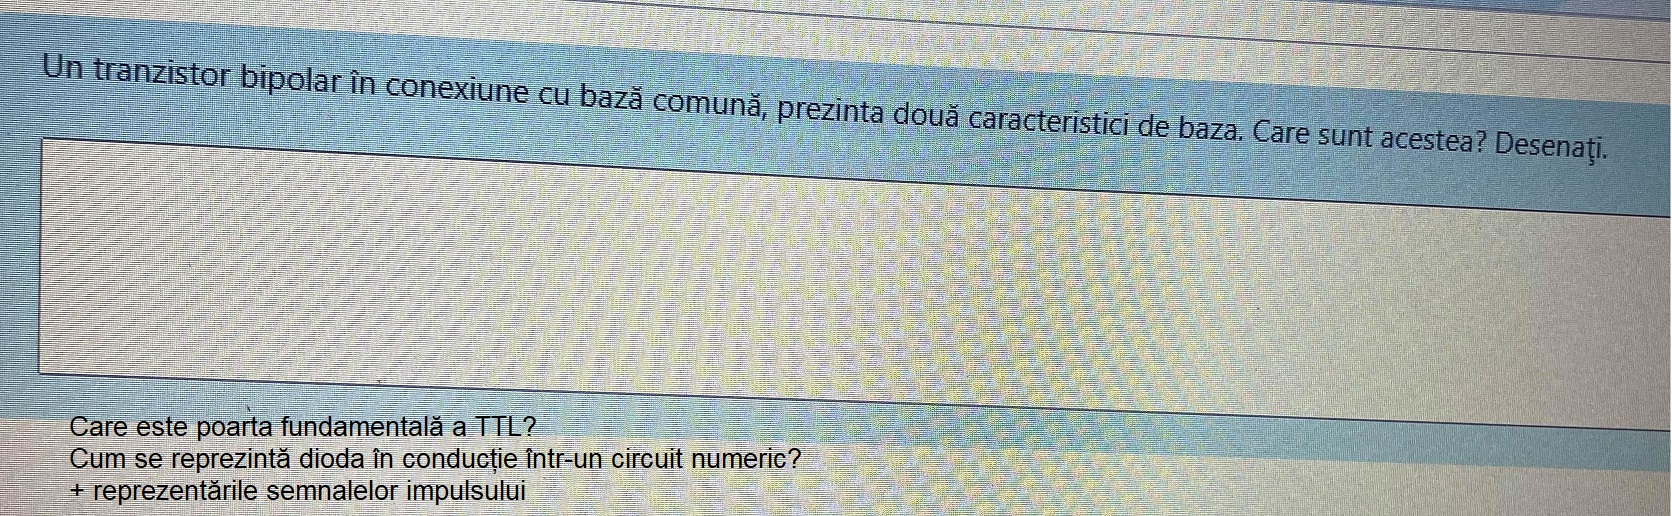 Un tranzistor bipolar în conexiune cu bază comună, prezinta două caracteristici de baza. Care sunt acestea? Desenați.
Care este poarta fundamentală a TTL?
Cum se reprezintă dioda în conducție într-un circuit numeric?
+ reprezentările semnalelor impulsului